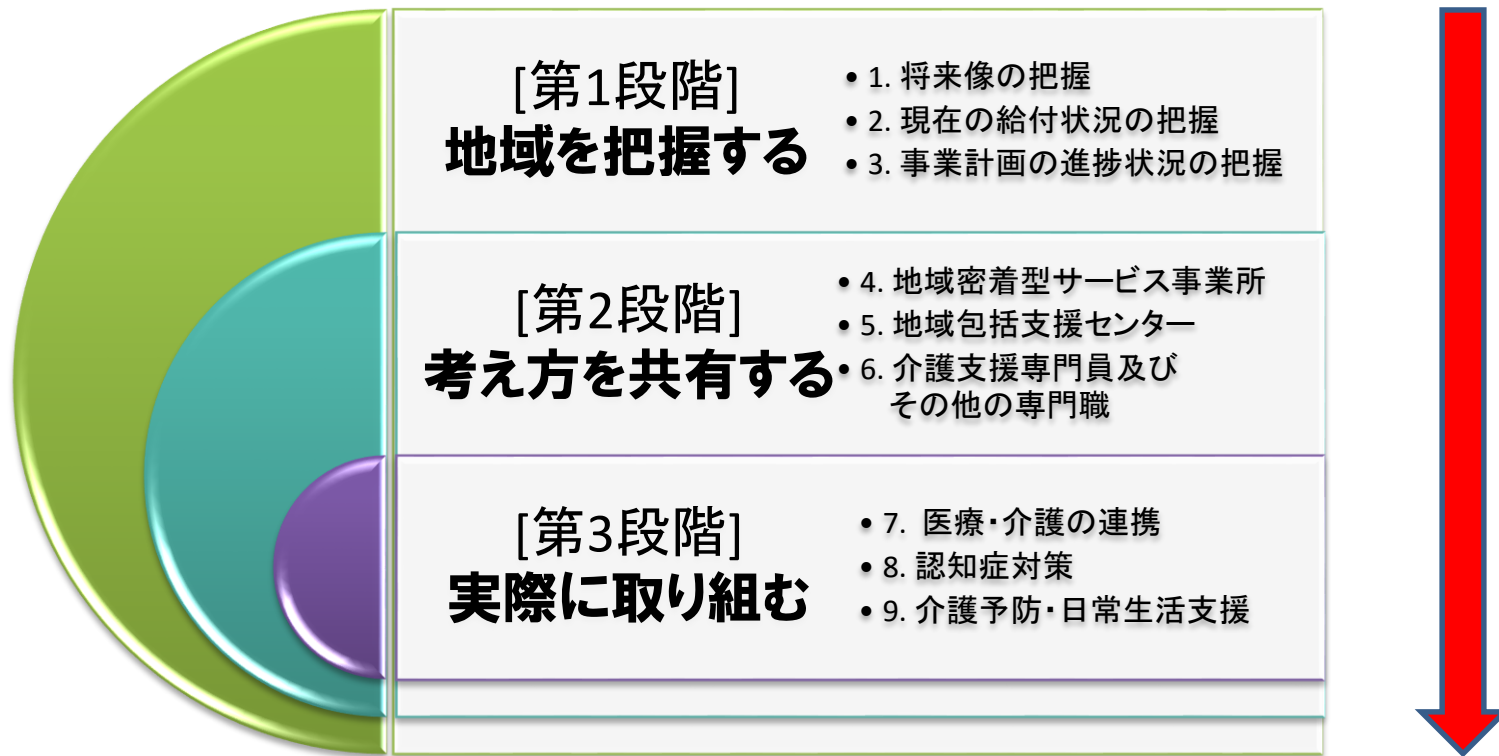 [第1段階]
地域を把握する
• 1. 将来像の把握
• 2. 現在の給付状況の把握
• 3. 事業計画の進捗状況の把握
[第2段階]
考え方を共有する
• 4. 地域密着型サービス事業所
• 5. 地域包括支援センター
• 6. 介護支援専門員及び
その他の専門職
[第3段階]
実際に取り組む
• 7. 医療・介護の連携
• 8. 認知症対策
• 9. 介護予防・日常生活支援